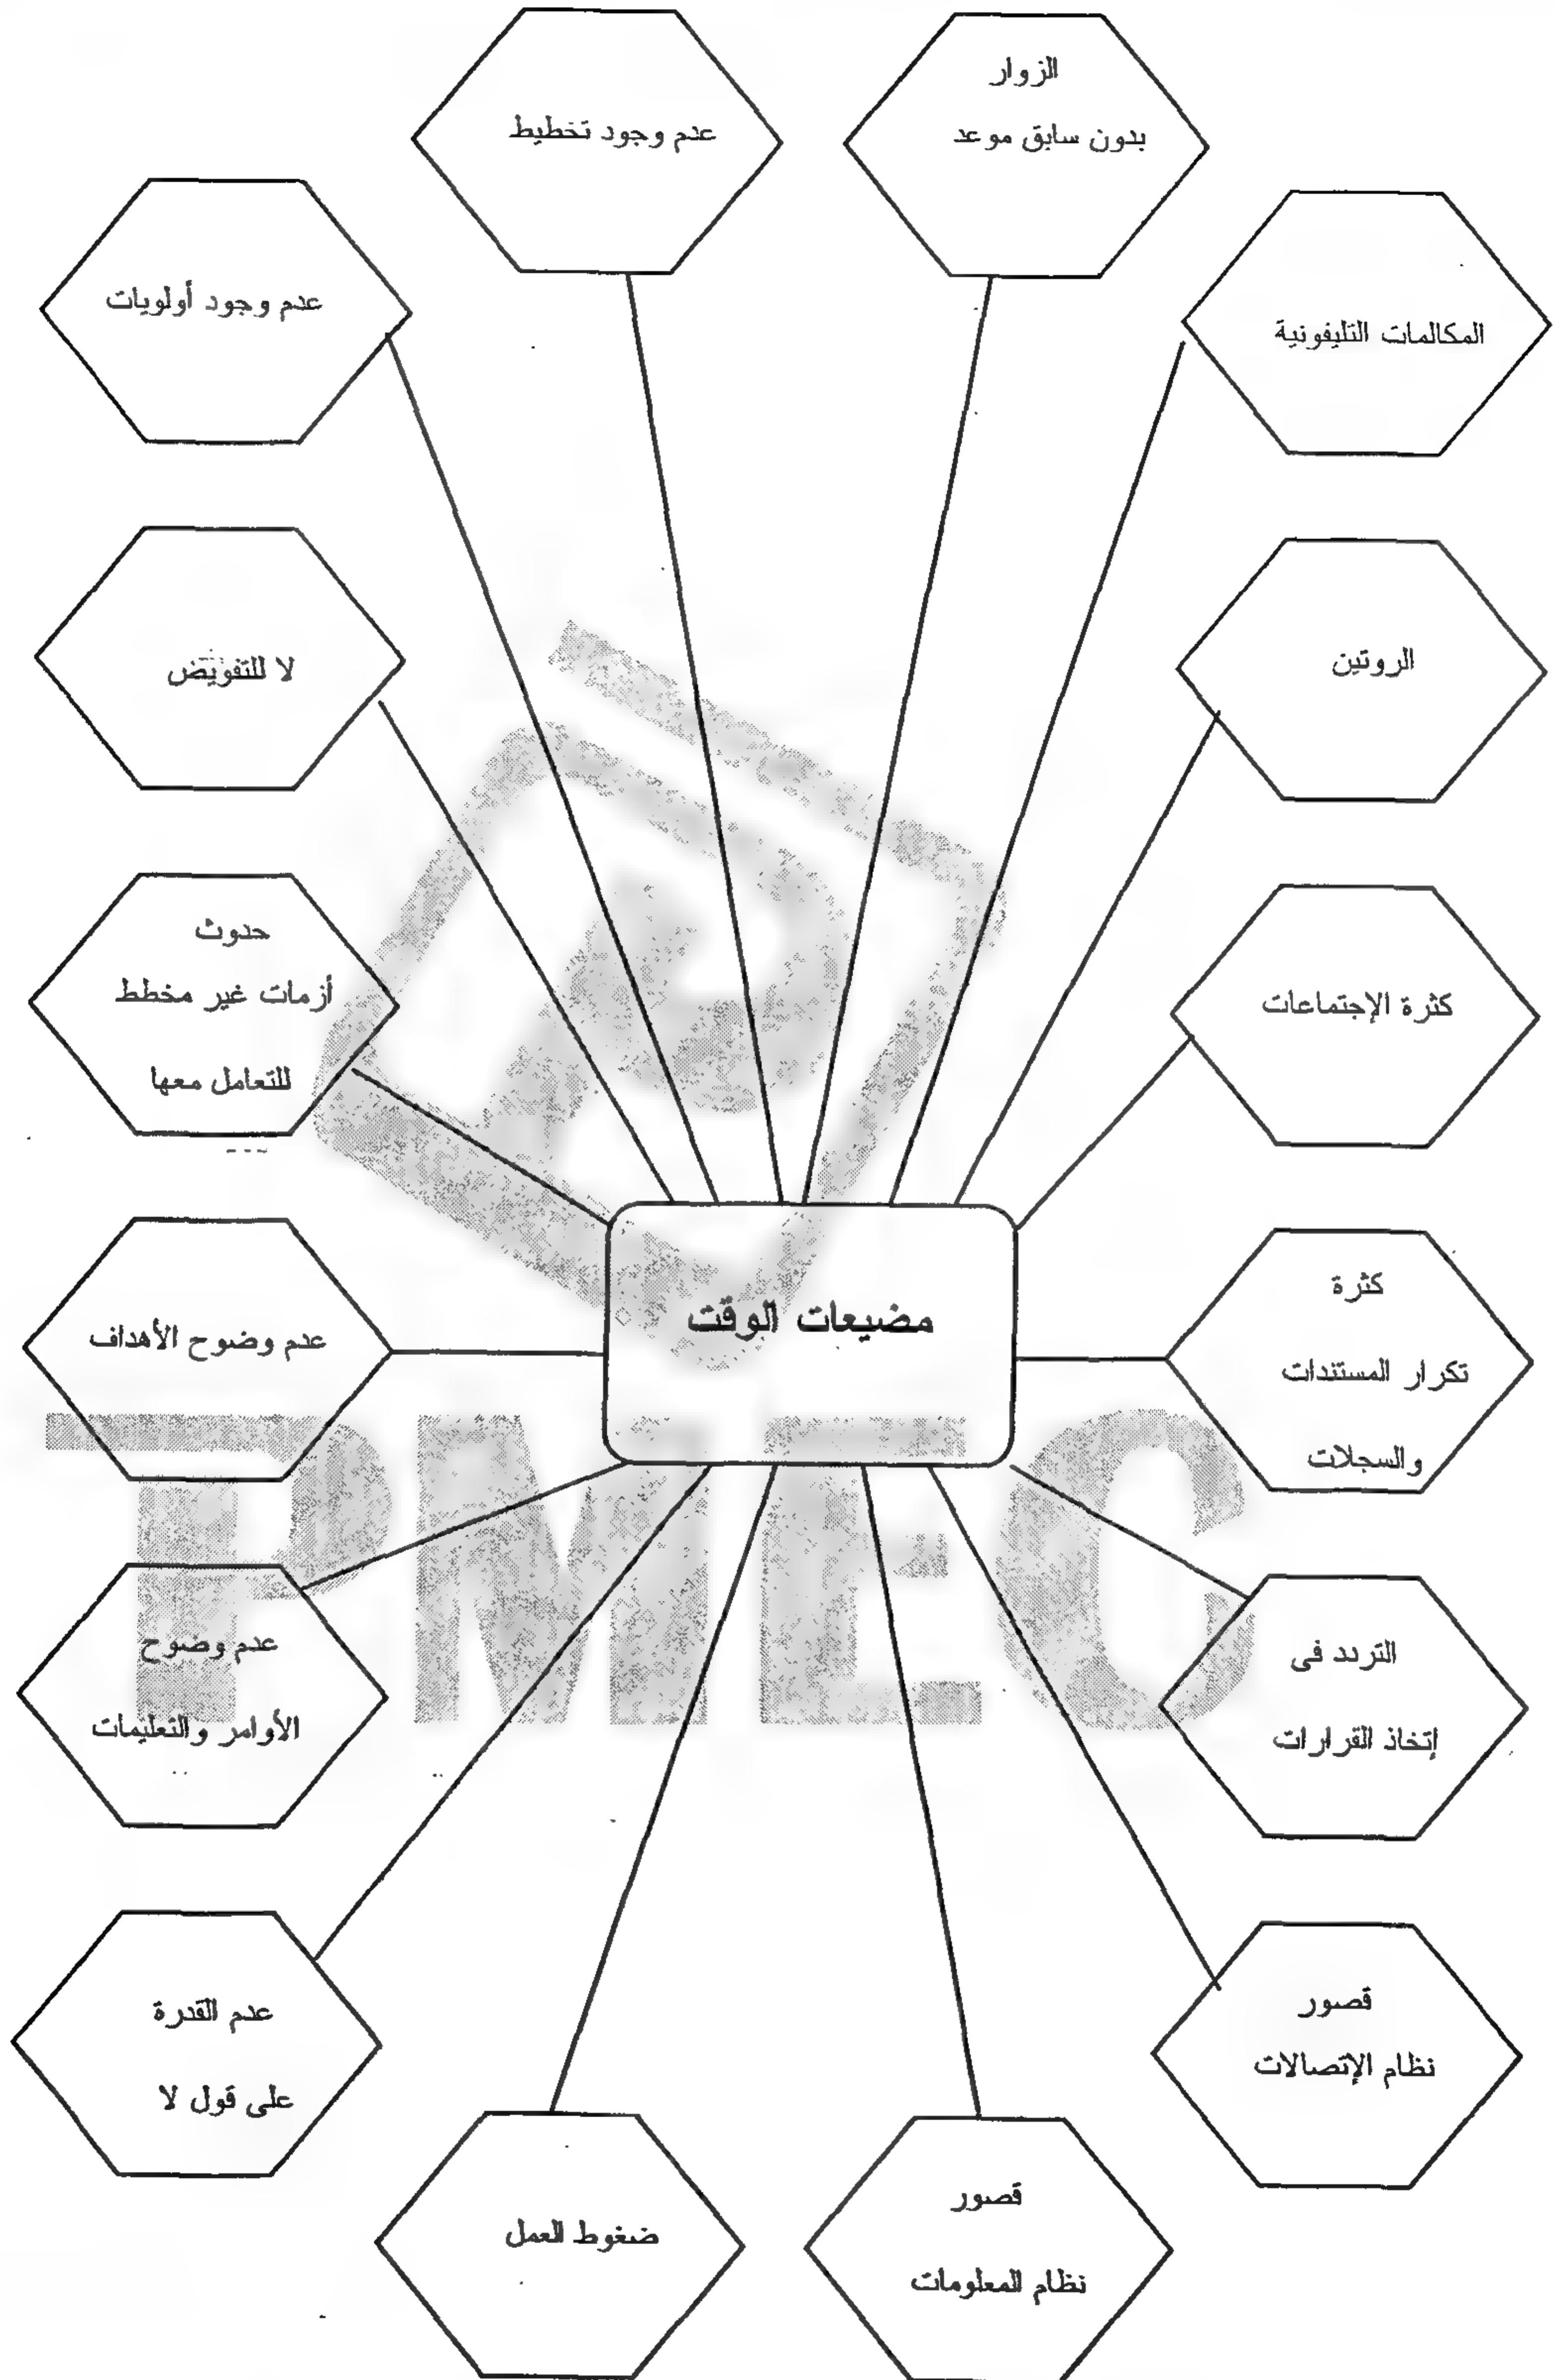 الزوار
بدون سابق موعد
عدم وجود تخطيط
المكالمات التليفونية
عدم وجود أولويات
الروتين
لا للتفويض
كثرة الإجتماعات
حدوث
أزمات غير مخطط
للتعامل معها
مضيعات الوقت
كثرة
تكرار المستندات
والسجلات
عدم وضوح الأهداف
التردد فى
إتخاذ القرارات
عدم وضوح
الأوامر والتعليمات
قصور
نظام الإتصالات
عدم القدرة
على قول لا
قصور
نظام المعلومات
ضغوط العمل
PMEC